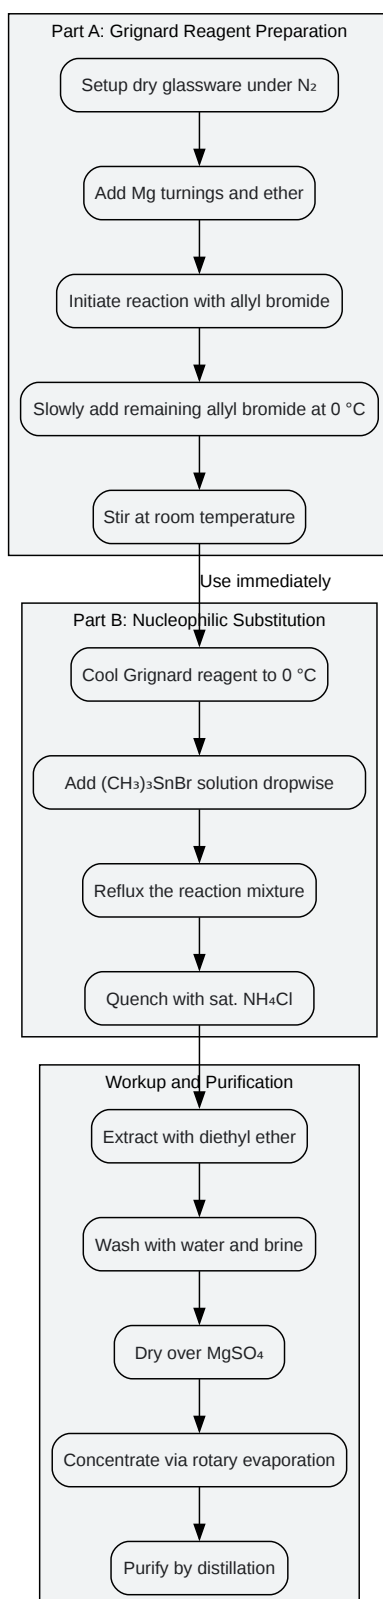 Part A: Grignard Reagent Preparation
Setup dry glassware under N₂
Add Mg turnings and ether
Initiate reaction with allyl bromide
Slowly add remaining allyl bromide at 0 °C
Stir at room temperature
Use immediately
Part B: Nucleophilic Substitution
Cool Grignard reagent to 0 °C
Add (CH₃)₃SnBr solution dropwise
Reflux the reaction mixture
Quench with sat. NH₄Cl
Workup and Purification
Extract with diethyl ether
Wash with water and brine
Dry over MgSO₄
Concentrate via rotary evaporation
Purify by distillation